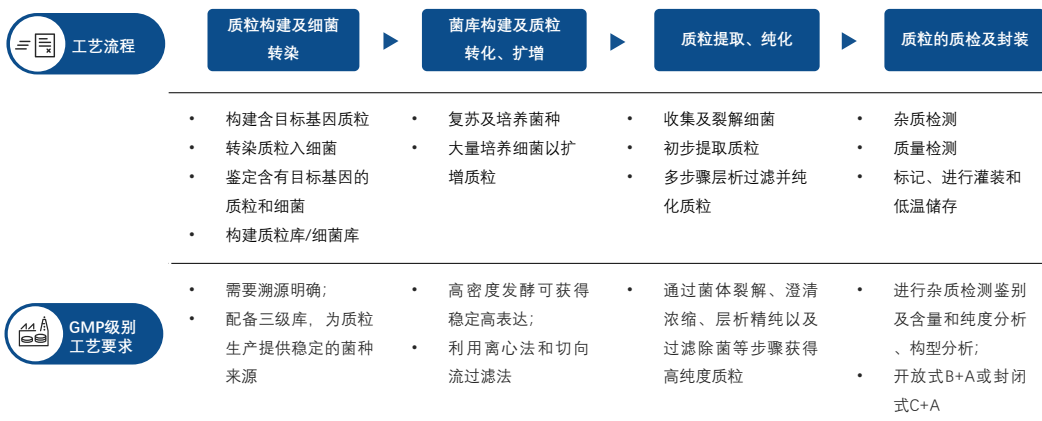 工艺流程
质粒构建及细菌
转染
菌库构建及质粒
转化、扩增
质粒提取、纯化
质粒的质检及封装
• 构建含目标基因质粒
• 转染质粒入细菌
• 鉴定含有目标基因的
质粒和细菌
• 构建质粒库/细菌库
• 复苏及培养菌种
• 大量培养细菌以扩
增质粒
• 收集及裂解细菌
• 初步提取质粒
• 多步骤层析过滤并纯
化质粒
• 杂质检测
• 质量检测
• 标记、进行灌装和
低温储存
GMP级别
工艺要求
• 需要溯源明确;
• 配备三级库，为质粒
生产提供稳定的菌种
来源
• 高密度发酵可获得
稳定高表达;
• 利用离心法和切向
流过滤法
• 通过菌体裂解、澄清
浓缩、层析精纯以及
过滤除菌等步骤获得
高纯度质粒
• 进行杂质检测鉴别
及含量和纯度分析
、构型分析;
• 开放式B+A或封闭
式C+A